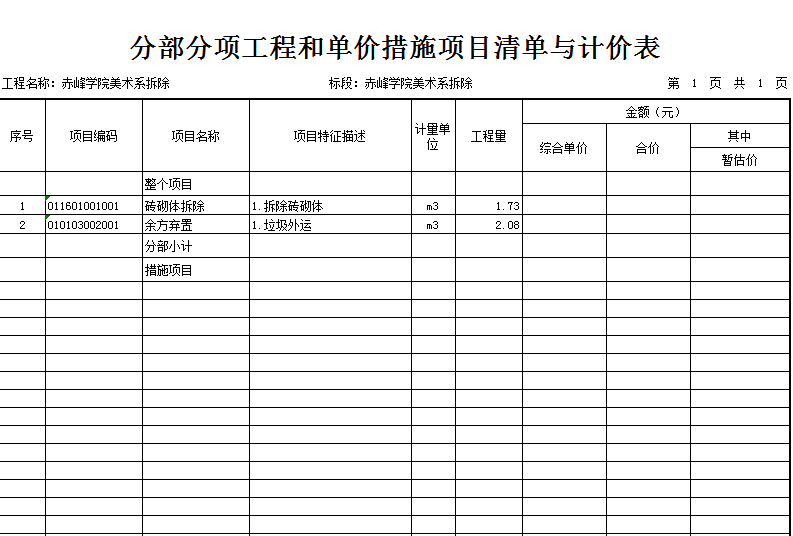 分部分项工程和单价措施项目清单与计价表
工程名称：赤峰学院美术系拆除 标段：赤峰学院美术系拆除 第 1 页 共 1 页
序号 项目编码 项目名称 项目特征描述 计量单位 工程量 金额（元）
综合单价 合价 其中
暂估价
整个项目
1 011601001001 砖砌体拆除 1.拆除砖砌体 m3 1.73
2 010103002001 余方弃置 1.垃圾外运 m3 2.08
分部小计
措施项目